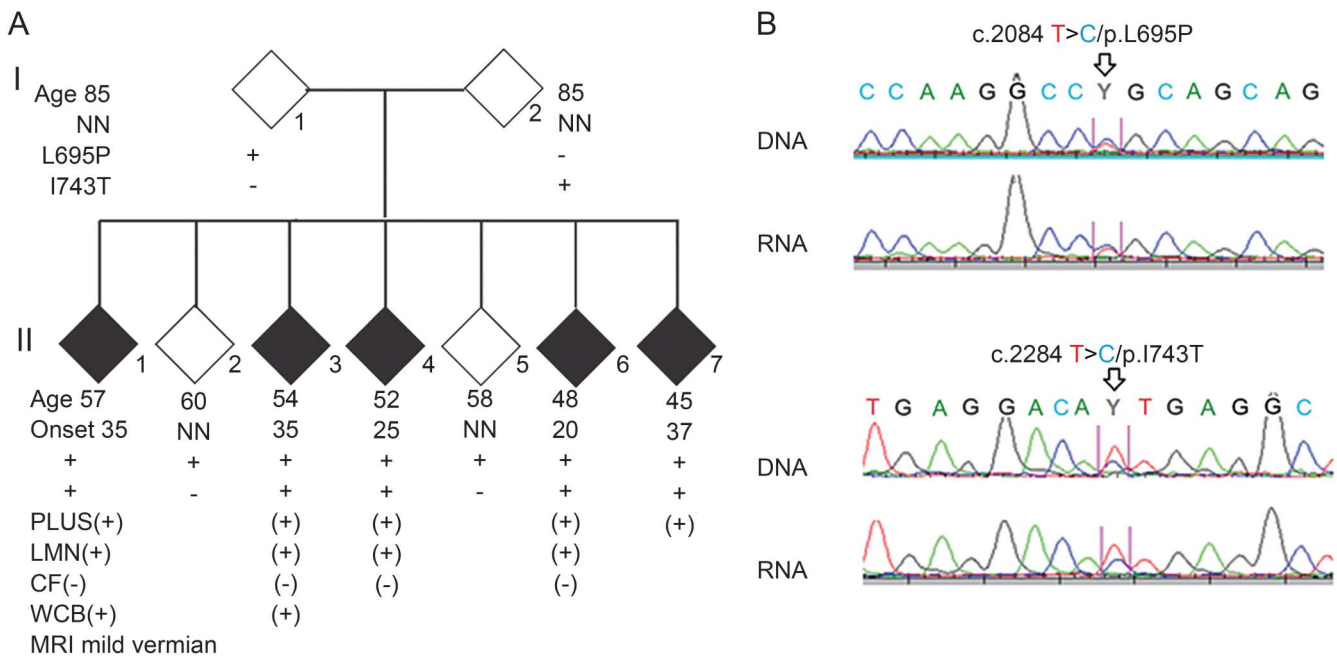 A
I
Age 85
NN
L695P + -
I743T - +
1
2
85
NN
II
1 2 3 4 5 6 7
Age 57 60 54 52 58 48 45
Onset 35 NN 35 25 NN 20 37
+ + + + + + +
+ - + + - + +
PLUS(+) (+) (+) (+) (+)
LMN(+) (+) (+) (+)
CF(-) (-) (-) (-)
WCB(+) (+)
MRI mild vermian
B
c.2084 T>C/p.L695P
C C A A G G C C Y G C A G C A G
DNA
RNA
c.2284 T>C/p.I743T
T G A G G A C A Y T G A G G C
DNA
RNA